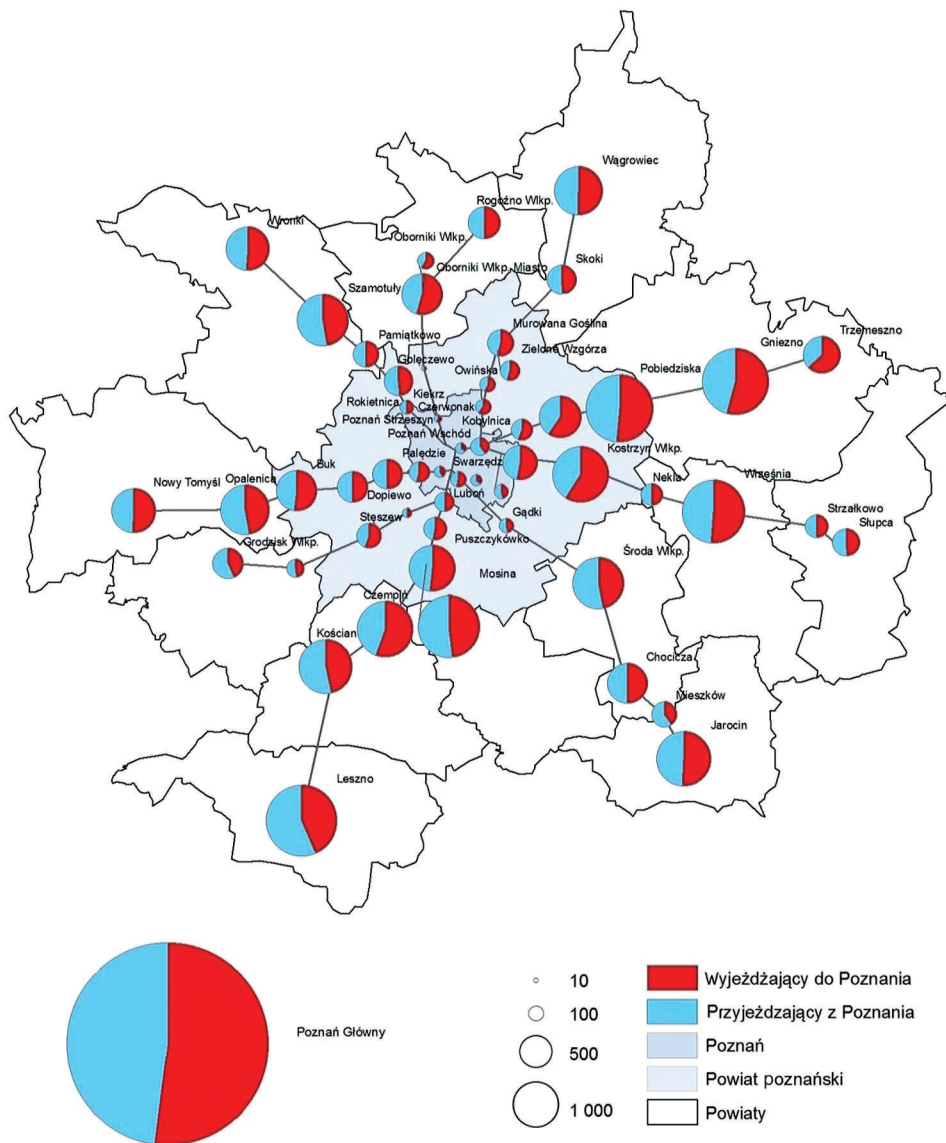 Wągrowiec
Rogoźno Wlkp.
Wronki
Oborniki Wlkp.
Oborniki Wlkp. Miasto
Skoki
Szamotuły
Murowana Goślina
Trzemeszno
Pamiątkowo
Gniezno
Zielone Wzgórza
Golęczewo
Pobiedziska
Owińska
Kiekrz
Rokietnica
Czerwonak
Poznań Strzeszyn
Kobylnica
Poznań Wschód
Kostrzyn Wlkp.
Palędzie
Swarzędz
Buk
Nekla
Września
Nowy Tomyśl
Opalenica
Dopiewo
Luboń
Strzałkowo
Gądki
Słupca
Stęszew
Puszczykówko
Grodzisk Wlkp.
Środa Wlkp.
Mosina
Czempiń
Kościan
Chocicza
Mieszków
Jarocin
Leszno
Poznań Główny
10
100
500
1 000
Wyjeżdżający do Poznania
Przyjeżdzający z Poznania
Poznań
Powiat poznański
Powiaty